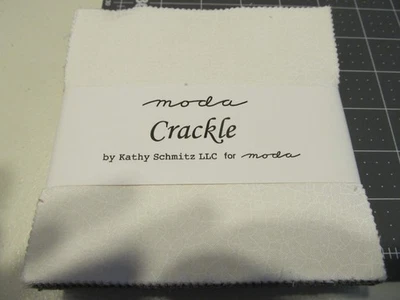 moda
Crackle
by Kathy Schmitz LLC for moda